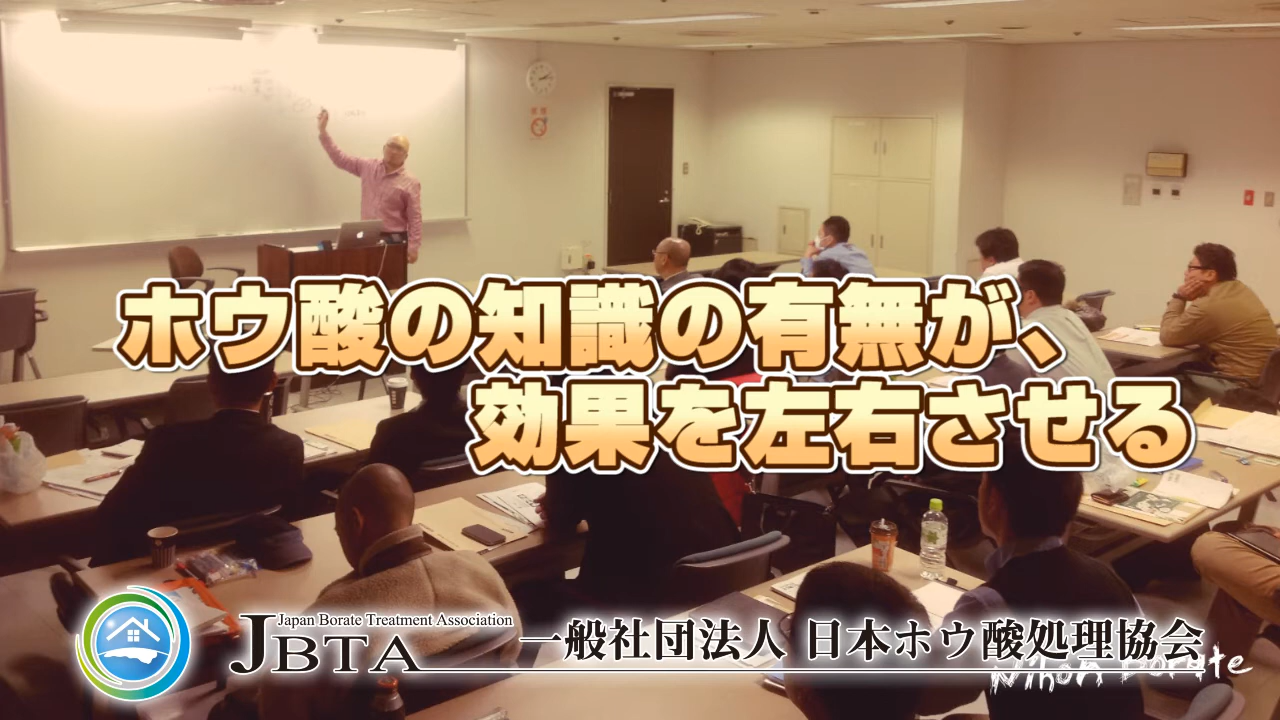 ホウ酸の知識の有無が、
効果を左右させる
Japan Borate Treatment Association
JBTA
一般社団法人 日本ホウ酸処理協会
Nihon Borate